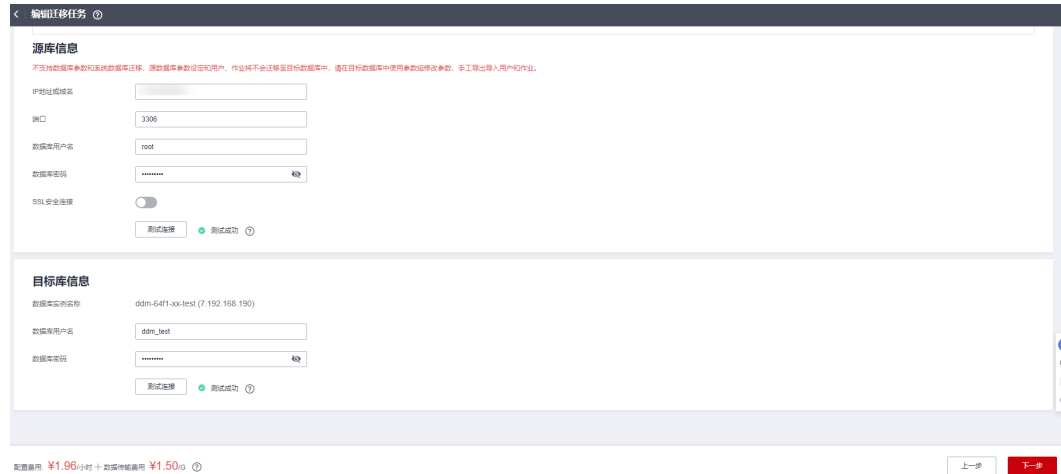 编辑迁移任务
源库信息
不支持数据库参数和系统数据库迁移，源数据库参数设定和用户、作业将不会迁移至目标数据库中，请在目标数据库中使用参数组修改参数，手工导出导入用户和作业。
IP地址或域名
端口 3306
数据库用户名 root
数据库密码 •••••••••
SSL安全连接
测试连接 测试成功
目标库信息
数据库实例名称 ddm-64f1-xx-test (7.192.168.190)
数据库用户名 ddm_test
数据库密码 •••••••••
测试连接 测试成功
配置费用: ¥1.96/小时 + 数据传输费用 ¥1.50/G 上一步 下一步